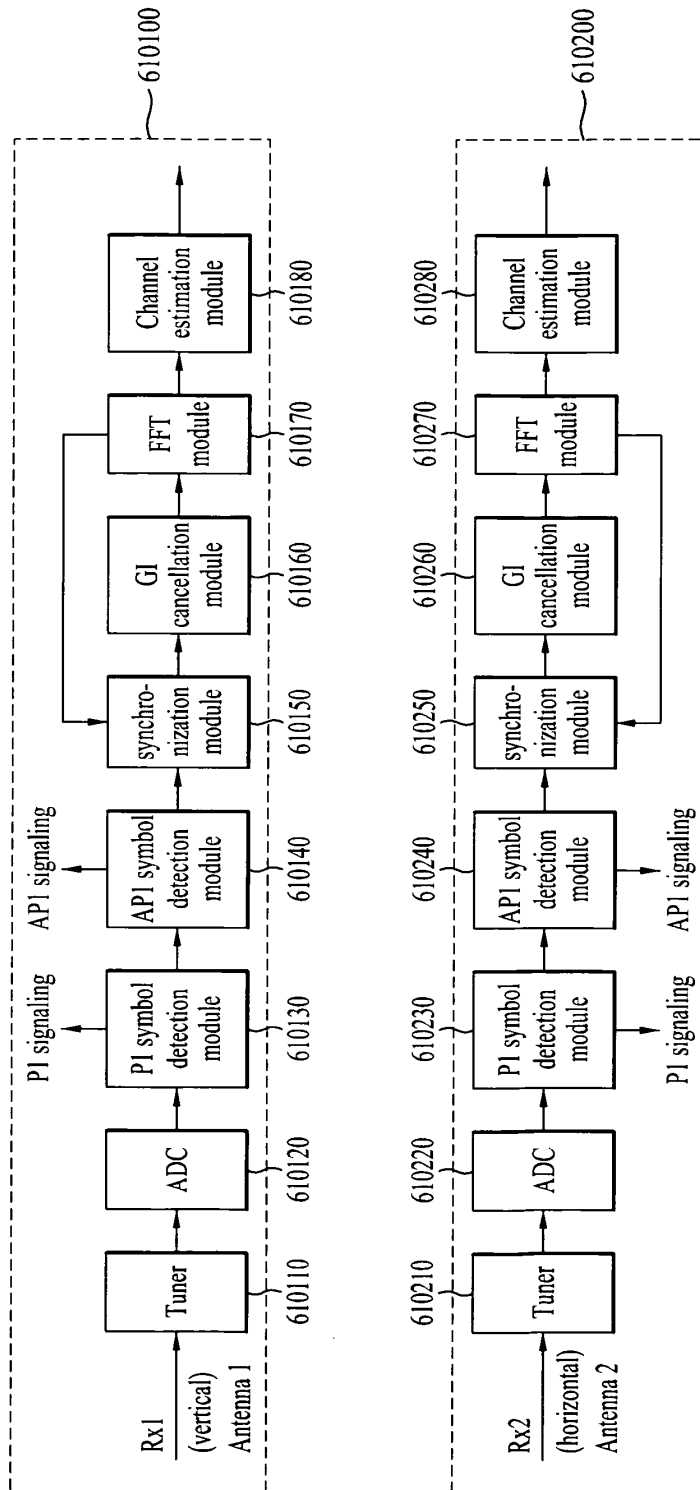 610100
P1 signaling
AP1 signaling
Rx1
(vertical)
Antenna 1
Tuner
610110
ADC
610120
P1 symbol
detection
module
610130
AP1 symbol
detection
module
610140
synchro-
nization
module
610150
GI
cancellation
module
610160
FFT
module
610170
Channel
estimation
module
610180
610200
Rx2
(horizontal)
Antenna 2
610210
Tuner
610220
ADC
610230
P1 symbol
detection
module
610240
AP1 symbol
detection
module
610250
synchro-
nization
module
610260
GI
cancellation
module
610270
FFT
module
610280
Channel
estimation
module
P1 signaling
AP1 signaling